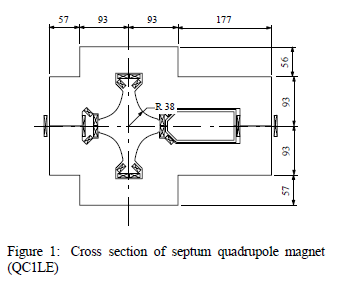 57 93 93 177
56
R 38
93
93
57
Figure 1: Cross section of septum quadrupole magnet
(QC1LE)